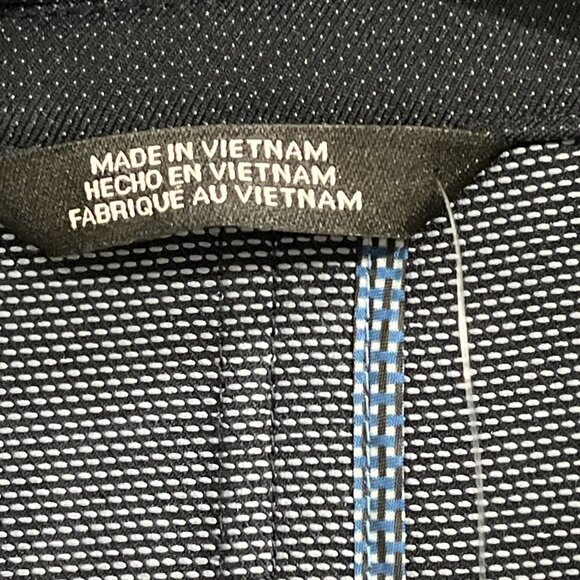 MADE IN VIETNAM
HECHO EN VIETNAM
FABRIQUÉ AU VIETNAM